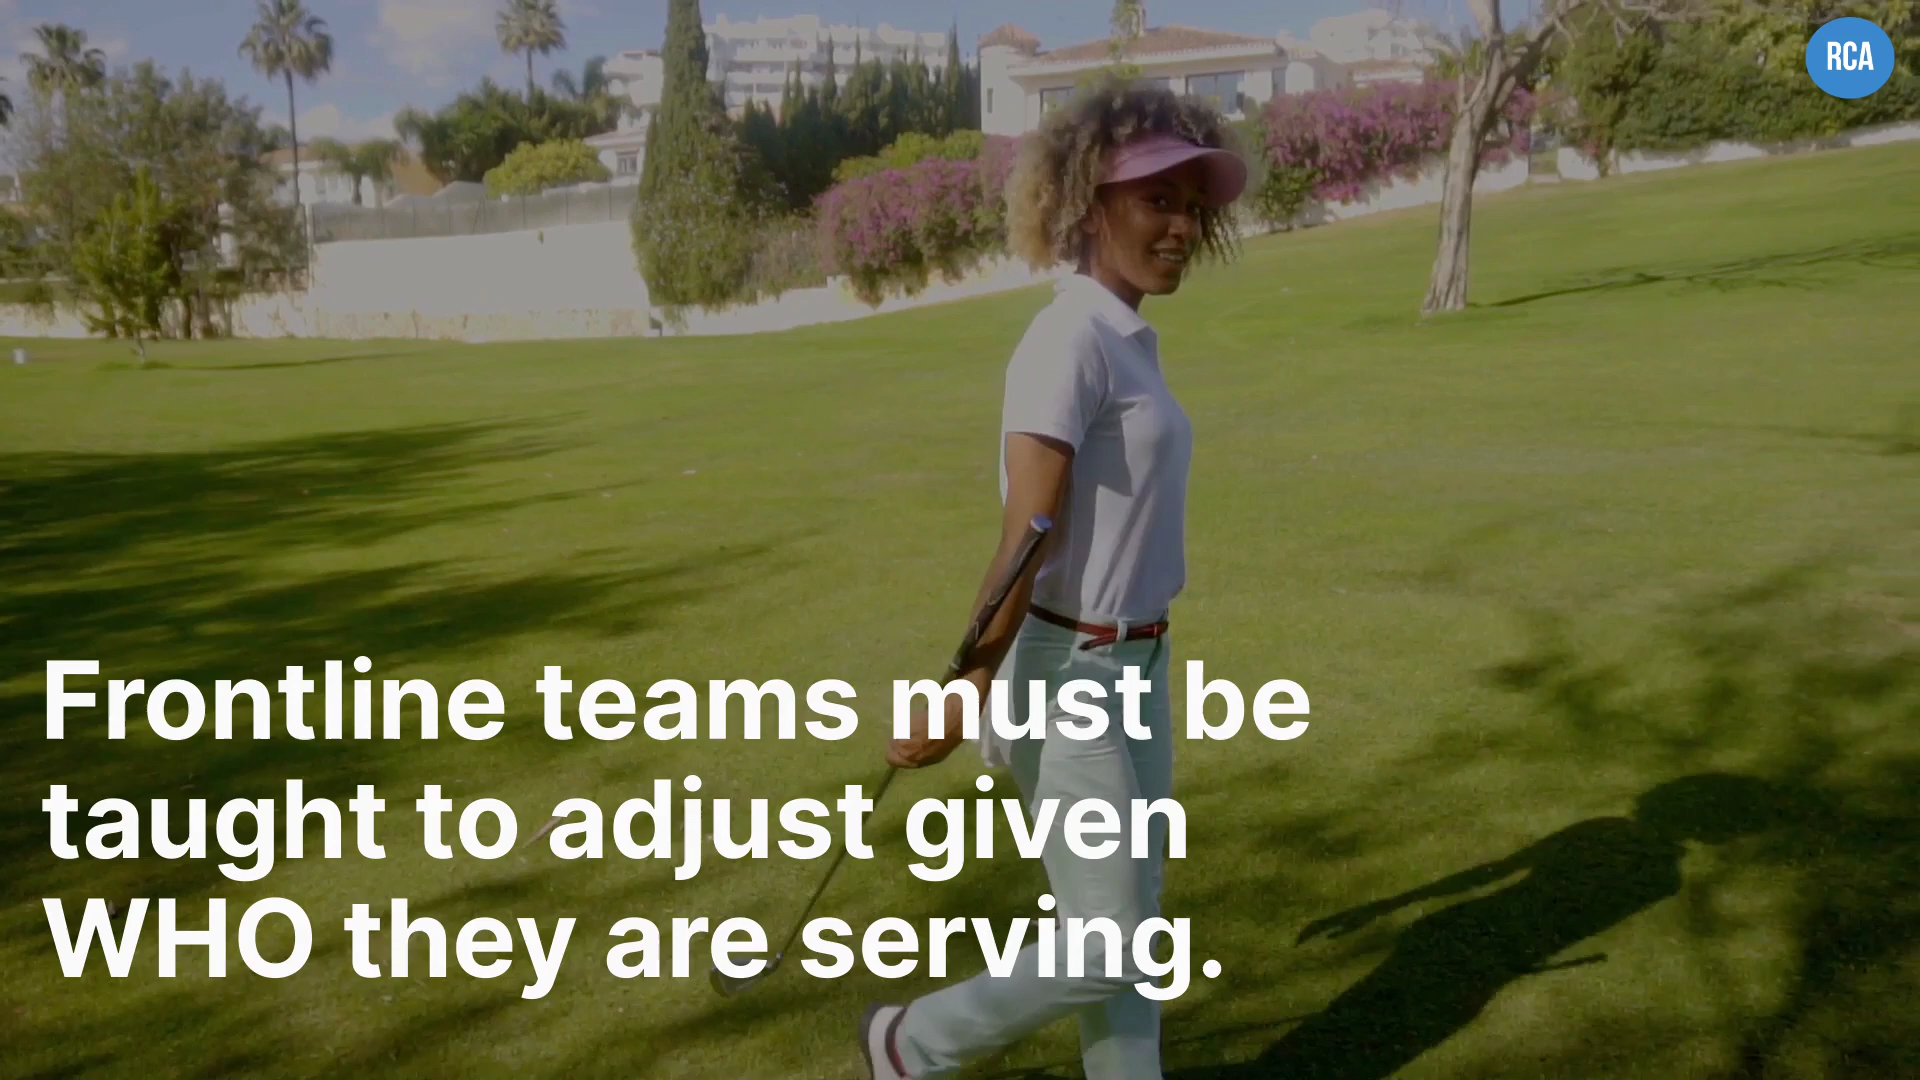 RCA
Frontline teams must be
taught to adjust given
WHO they are serving.